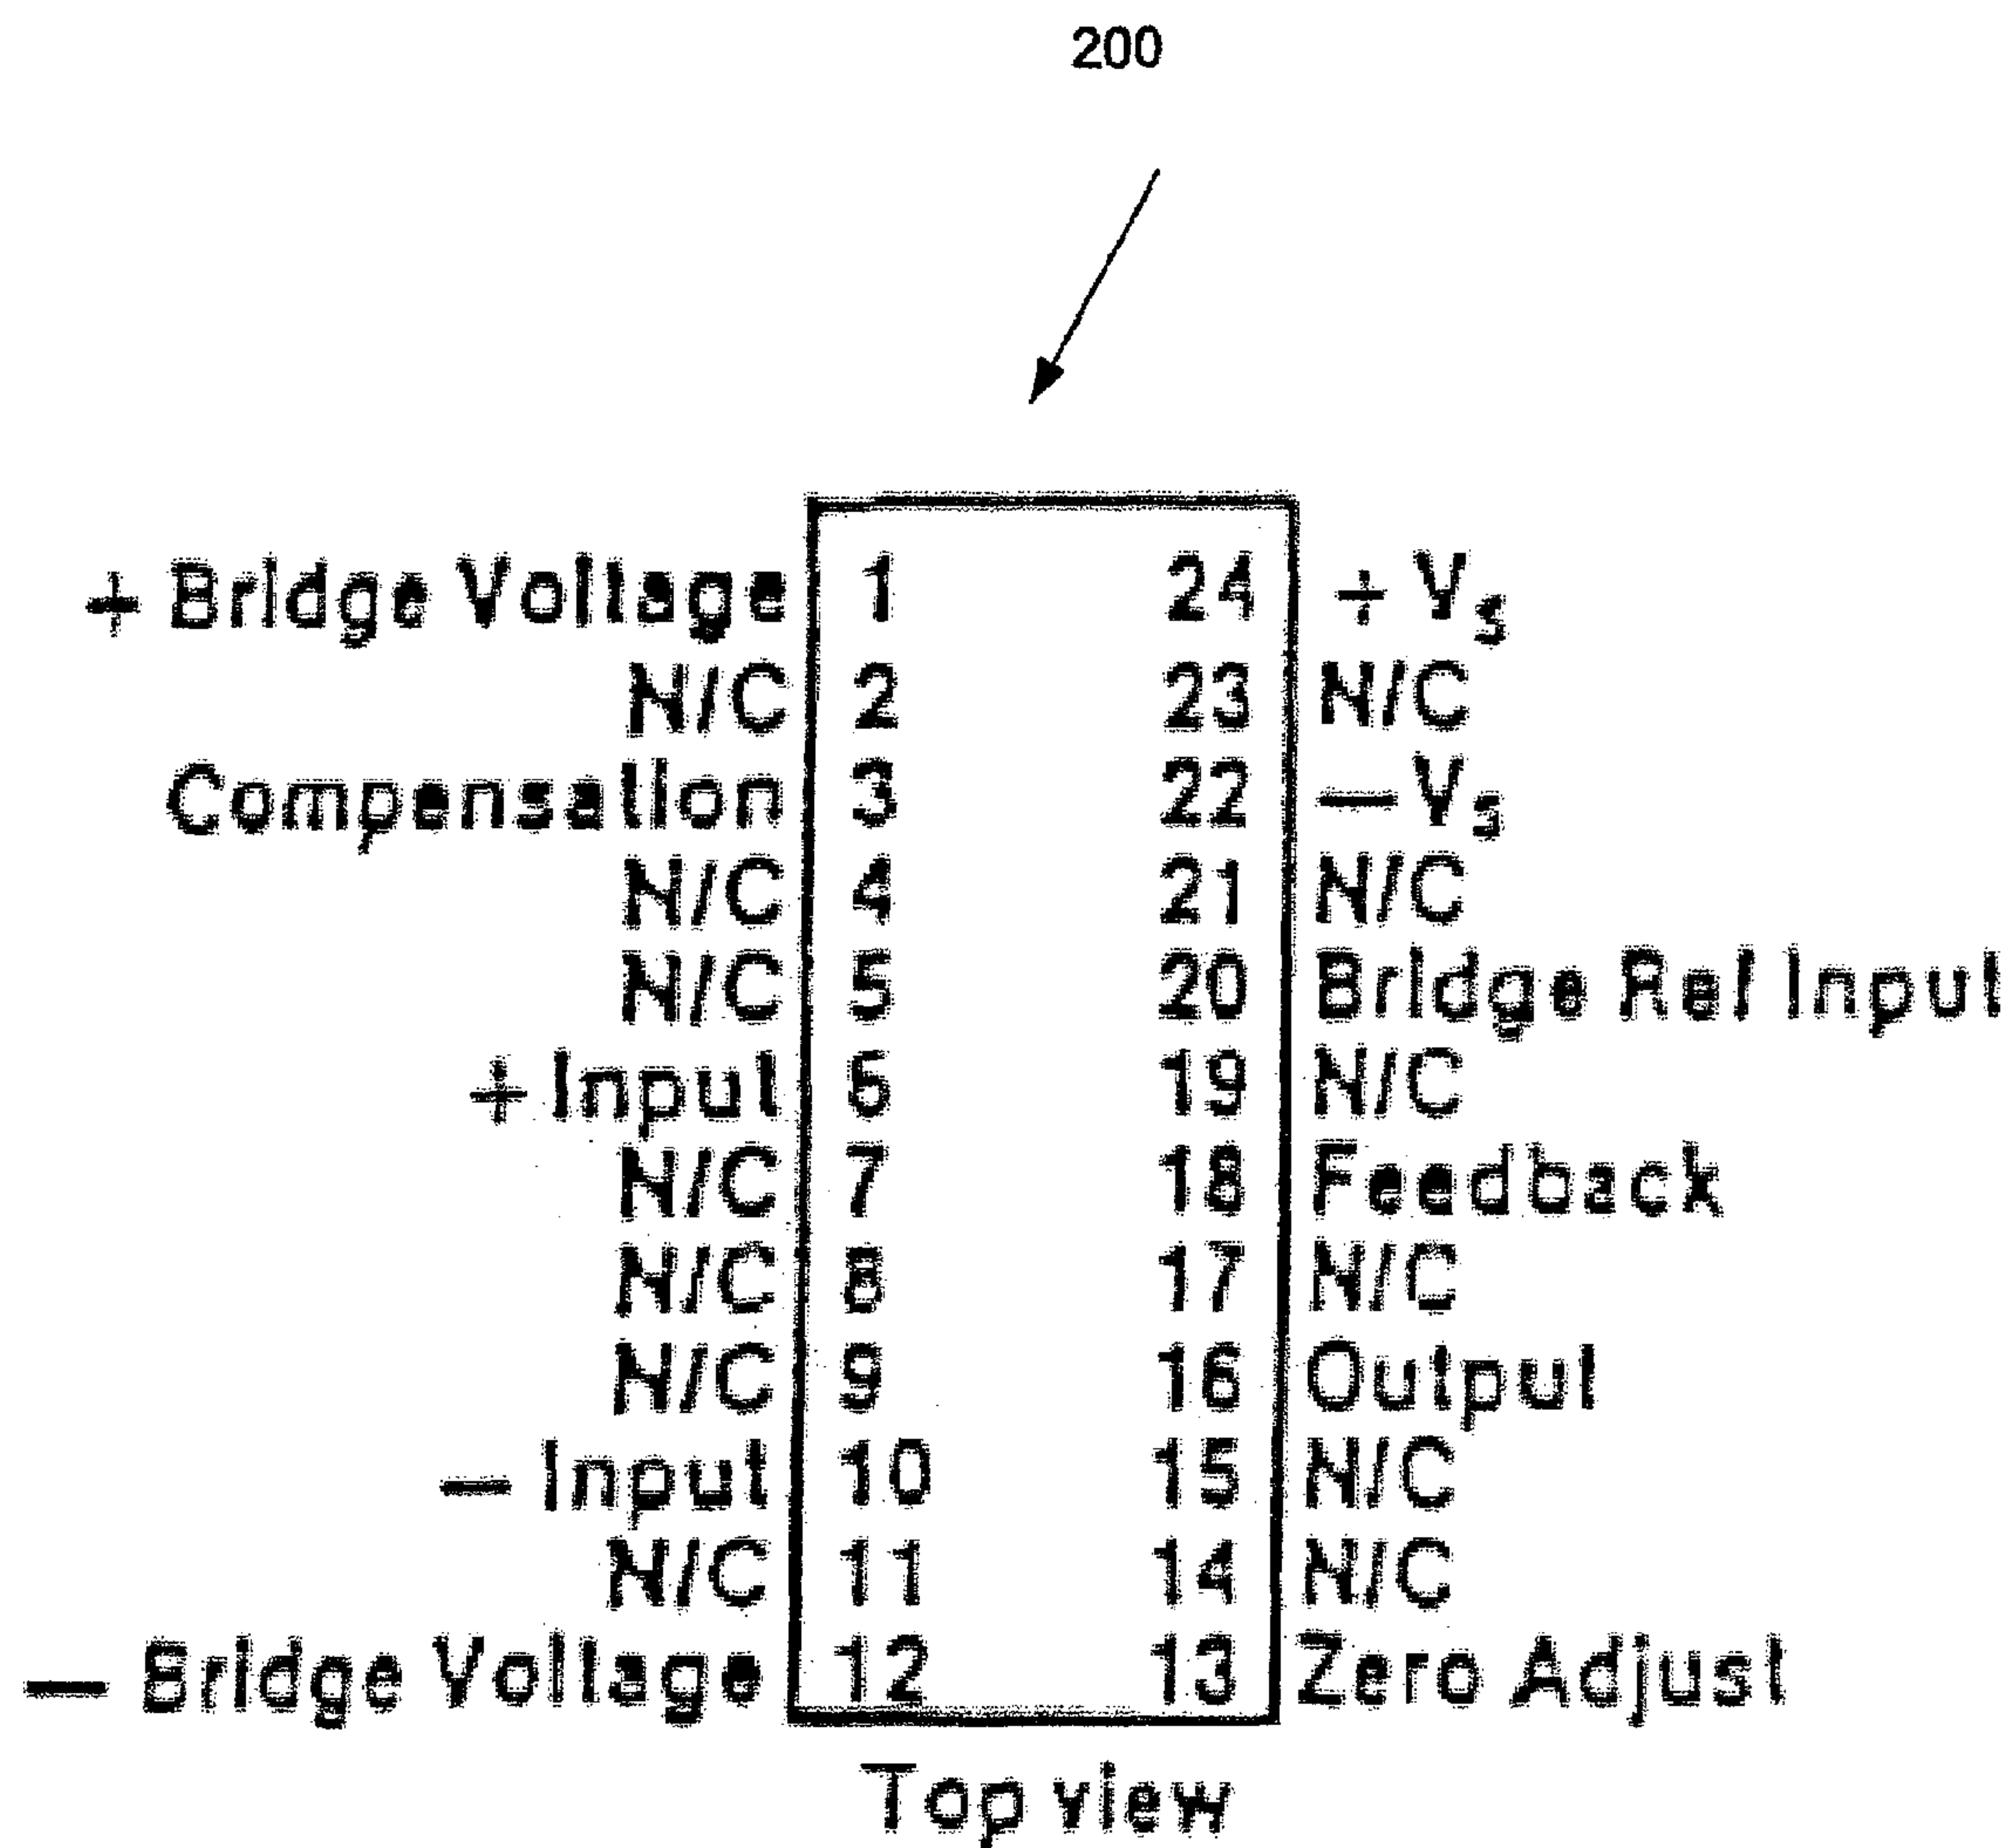 200
+ Bridge Voltage 1 24 + Vs
N/C 2 23 N/C
Compensation 3 22 — Vs
N/C 4 21 N/C
N/C 5 20 Bridge Ref Input
+ Input 6 19 N/C
N/C 7 18 Feedback
N/C 8 17 N/C
N/C 9 16 Output
— Input 10 15 N/C
N/C 11 14 N/C
— Bridge Voltage 12 13 Zero Adjust
Top view